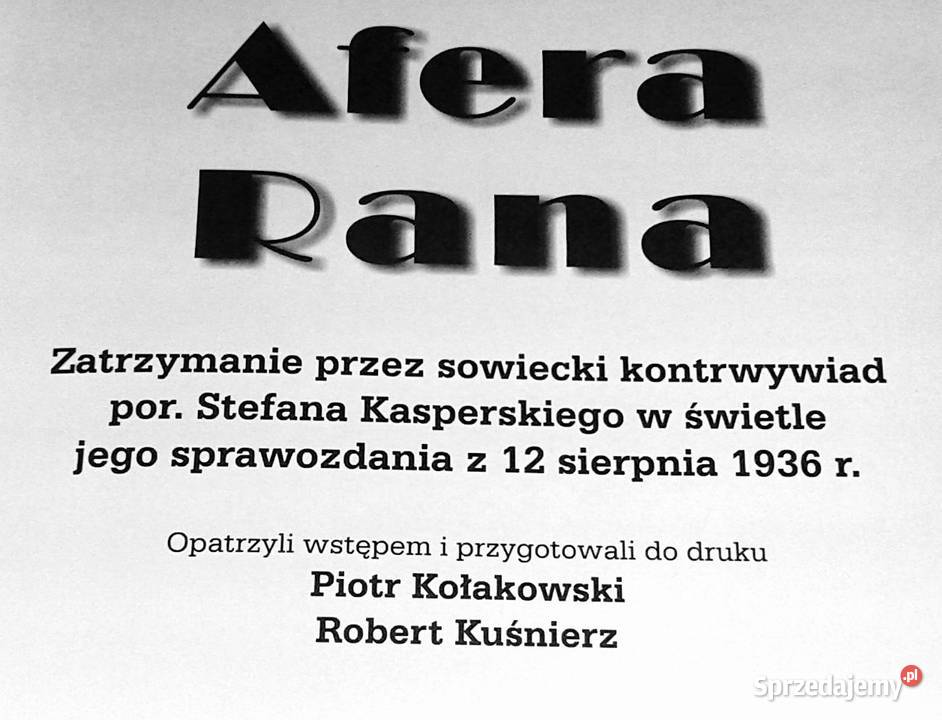 Afera
Rana
Zatrzymanie przez sowiecki kontrwywiad
por. Stefana Kasperskiego w świetle
jego sprawozdania z 12 sierpnia 1936 r.
Opatrzyli wstępem i przygotowali do druku
Piotr Kołakowski
Robert Kuśnierz
Sprzedajemy.pl